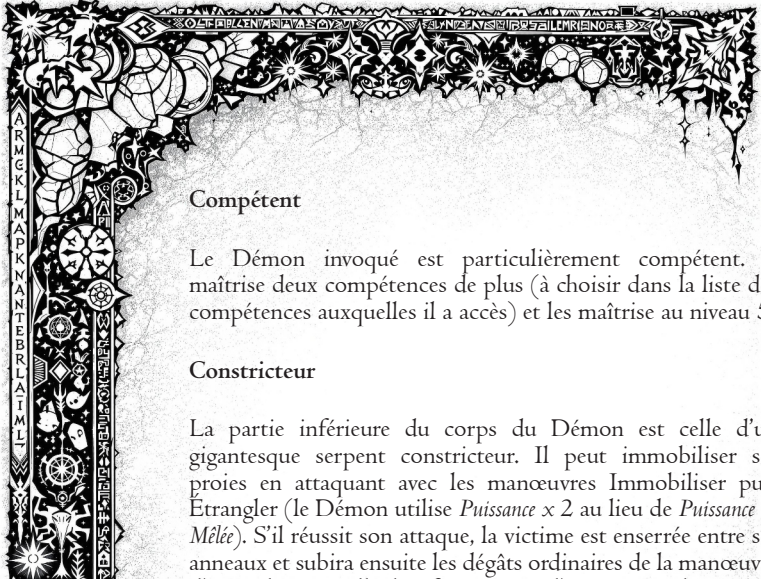 Compétent
Le Démon invoqué est particulièrement compétent.
maîtrise deux compétences de plus (à choisir dans la liste
compétences auxquelles il a accès) et les maîtrise au niveau
Constricteur
La partie inférieure du corps du Démon est celle
gigantesque serpent constricteur. Il peut immobiliser
proies en attaquant avec les manœuvres Immobiliser
Étrangler (le Démon utilise Puissance x 2 au lieu de Puissance
Mêlée). S'il réussit son attaque, la victime est enserrée entre
anneaux et subira ensuite les dégâts ordinaires de la